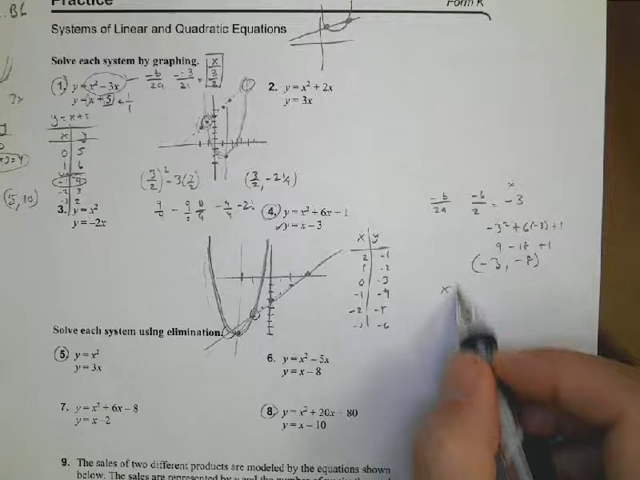 .B6
Practice
Form K
Systems of Linear and Quadratic Equations
Solve each system by graphing.
1. y = x² − 3x
y = x + 5
-b/2a
x
3/2
2. y = x² + 2x
y = 3x
y = x + 5
x y
0 5
1 6
-1 4
-2 3
-3 2
(5, 10)
(3/2)² - 3(3/2)
(3/2, -2 1/4)
3. y = x²
y = −2x
4. y = x² + 6x + 1
y = x − 3
x y
2 -1
1 -2
0 -3
-1 -4
-2 -5
-6
-b/2a
-6/2 = -3
-3² + 6(-3) + 1
9 - 18 + 1
(-3, -8)
x
Solve each system using elimination.
5. y = x²
y = 3x
6. y = x² − 5x
y = x − 8
7. y = x² + 6x − 8
y = x − 2
8. y = x² + 20x − 80
y = x − 10
9. The sales of two different products are modeled by the equations shown
below. The sales are represented by y and the number of